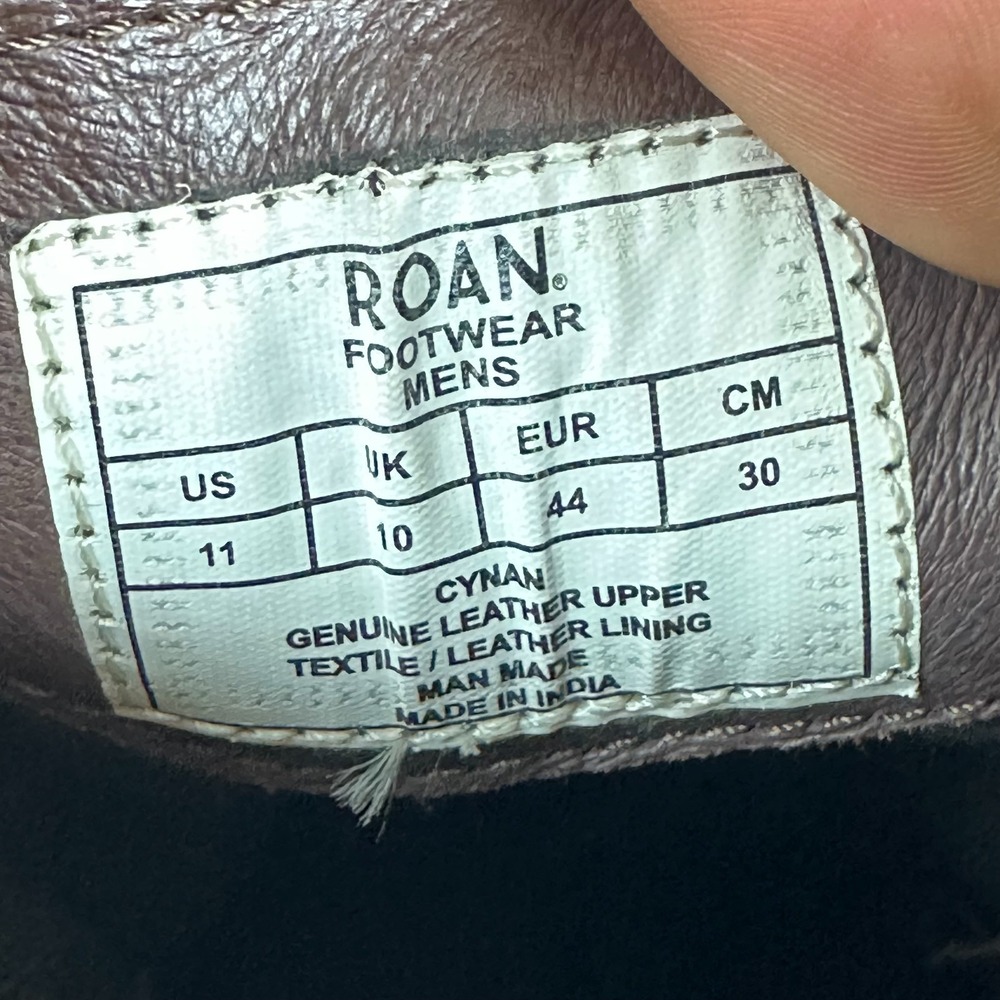 ROAN®
FOOTWEAR
MENS
US UK EUR CM
11 10 44 30
CYNAN
GENUINE LEATHER UPPER
TEXTILE / LEATHER LINING
MAN MADE
MADE IN INDIA